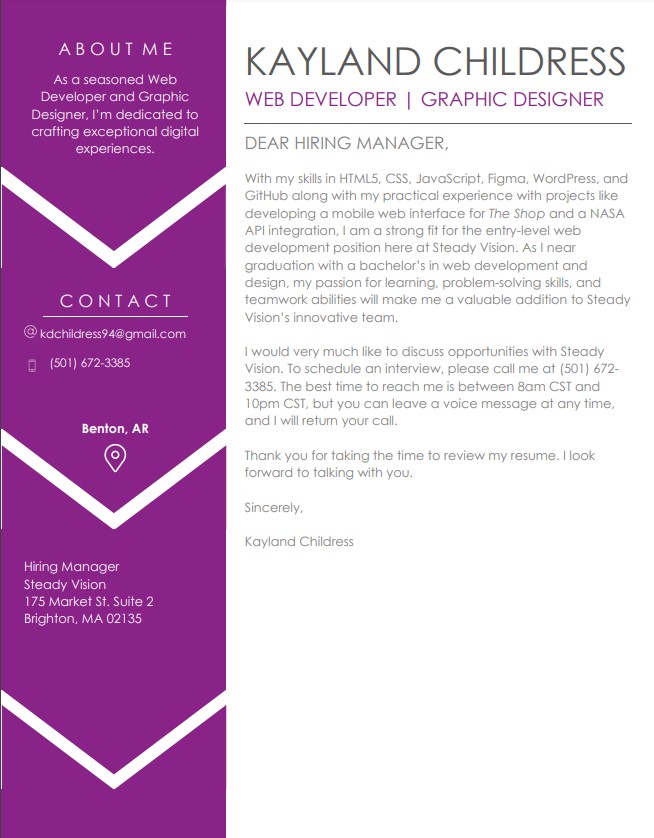 ABOUT ME
As a seasoned Web
Developer and Graphic
Designer, I'm dedicated to
crafting exceptional digital
experiences.
CONTACT
kdchildress94@gmail.com
(501) 672-3385
Benton, AR
Hiring Manager
Steady Vision
175 Market St. Suite 2
Brighton, MA 02135
KAYLAND CHILDRESS
WEB DEVELOPER | GRAPHIC DESIGNER
DEAR HIRING MANAGER,
With my skills in HTML5, CSS, JavaScript, Figma, WordPress, and
GitHub along with my practical experience with projects like
developing a mobile web interface for The Shop and a NASA
API integration, I am a strong fit for the entry-level web
development position here at Steady Vision. As I near
graduation with a bachelor's in web development and
design, my passion for learning, problem-solving skills, and
teamwork abilities will make me a valuable addition to Steady
Vision's innovative team.
I would very much like to discuss opportunities with Steady
Vision. To schedule an interview, please call me at (501) 672-
3385. The best time to reach me is between 8am CST and
10pm CST, but you can leave a voice message at any time,
and I will return your call.
Thank you for taking the time to review my resume. I look
forward to talking with you.
Sincerely,
Kayland Childress